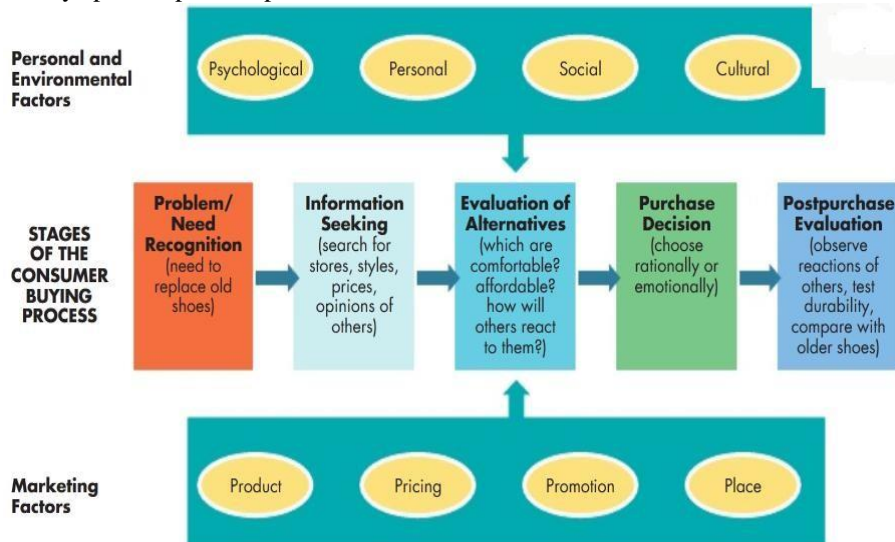 Personal and
Environmental
Factors
Psychological
Personal
Social
Cultural
STAGES
OF THE
CONSUMER
BUYING
PROCESS
Problem/
Need
Recognition
(need to
replace old
shoes)
Information
Seeking
(search for
stores, styles,
prices,
opinions of
others)
Evaluation of
Alternatives
(which are
comfortable?
affordable?
how will
others react
to them?)
Purchase
Decision
(choose
rationally or
emotionally)
Postpurchase
Evaluation
(observe
reactions of
others, test
durability,
compare with
older shoes)
Marketing
Factors
Product
Pricing
Promotion
Place